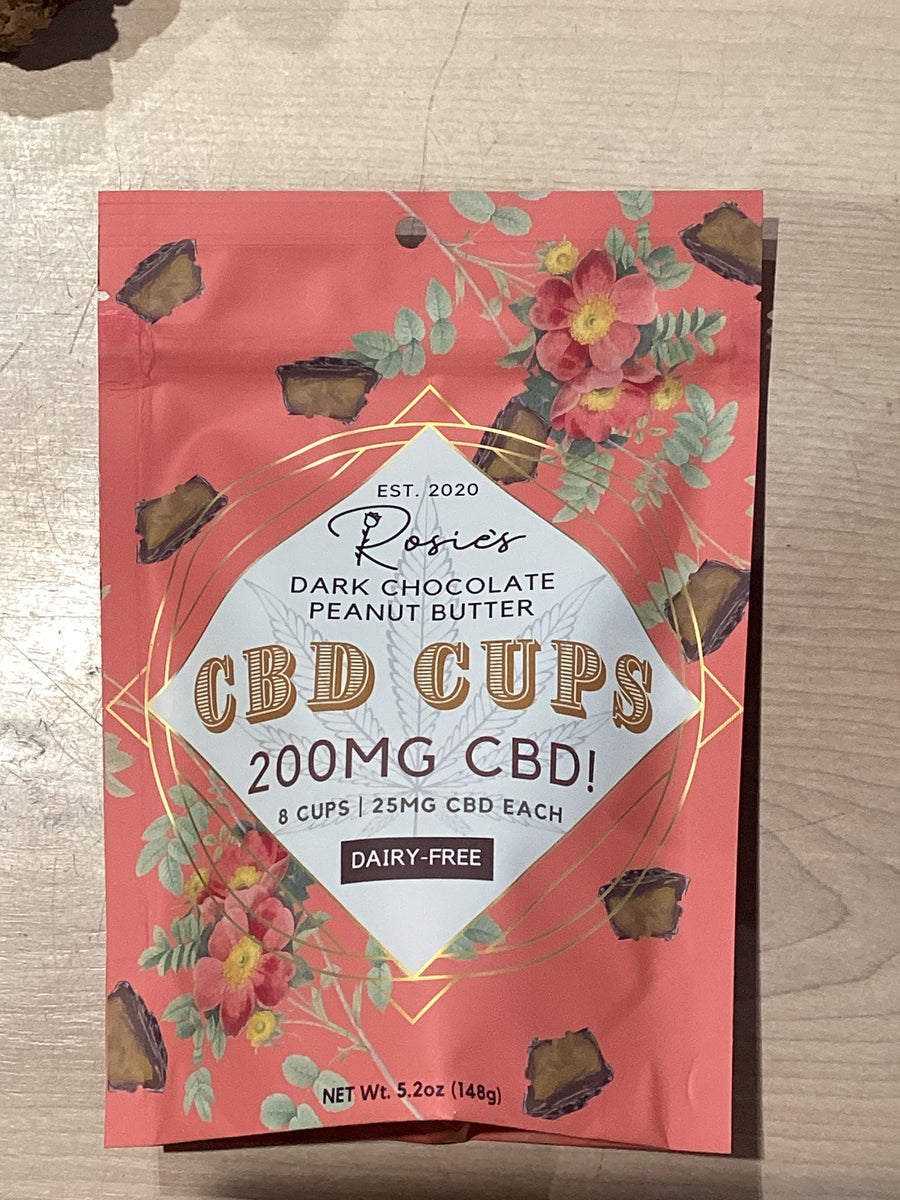 EST. 2020
Rosie's
DARK CHOCOLATE
PEANUT BUTTER
CBD CUPS
200MG CBD!
8 CUPS | 25MG CBD EACH
DAIRY-FREE
NET Wt. 5.2oz (148g)